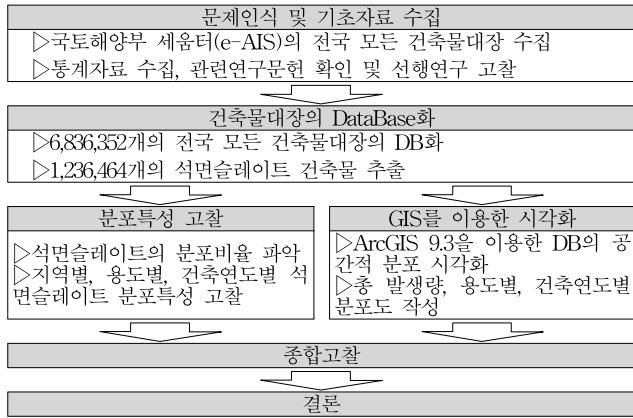 문제인식 및 기초자료 수집
▷국토해양부 세움터(e-AIS)의 전국 모든 건축물대장 수집
▷통계자료 수집, 관련연구문헌 확인 및 선행연구 고찰
건축물대장의 DataBase화
▷6,836,352개의 전국 모든 건축물대장의 DB화
▷1,236,464개의 석면슬레이트 건축물 추출
분포특성 고찰
▷석면슬레이트의 분포비율 파악
▷지역별, 용도별, 건축연도별 석
면슬레이트 분포특성 고찰
GIS를 이용한 시각화
▷ArcGIS 9.3을 이용한 DB의 공
간적 분포 시각화
▷총 발생량, 용도별, 건축연도별
분포도 작성
종합고찰
결론